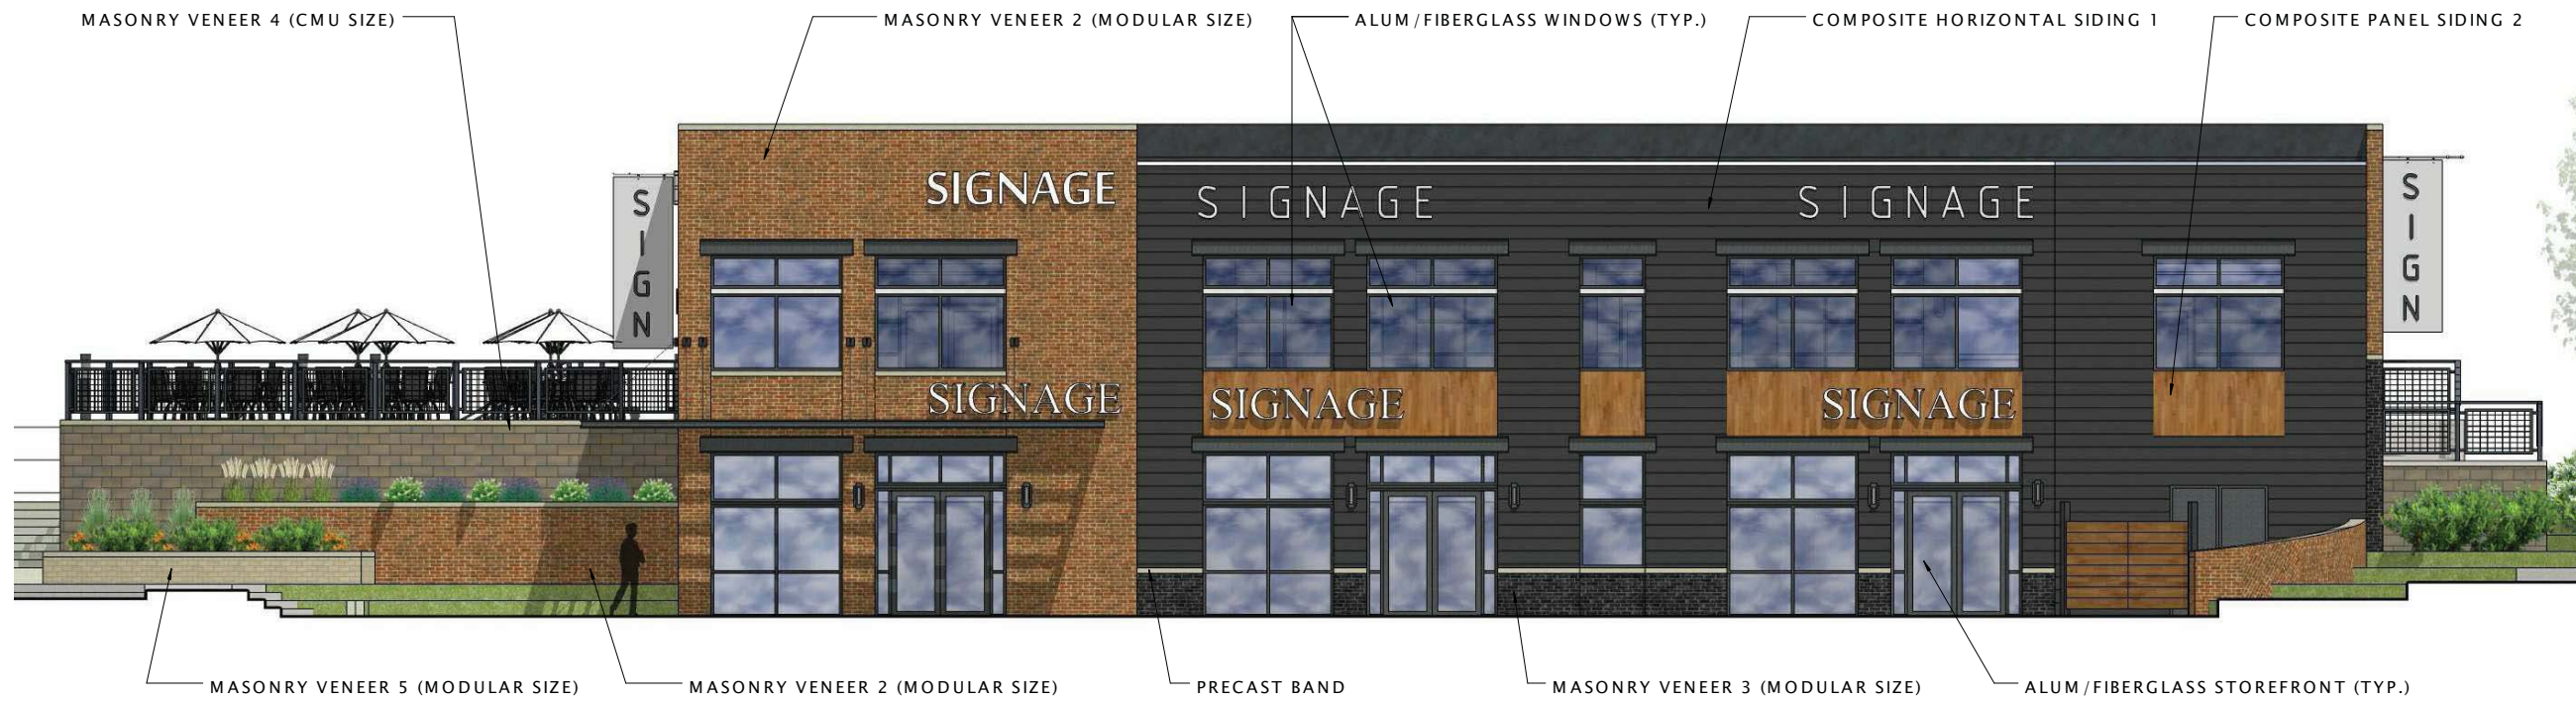 MASONRY VENEER 4 (CMU SIZE)
MASONRY VENEER 2 (MODULAR SIZE)
ALUM/FIBERGLASS WINDOWS (TYP.)
COMPOSITE HORIZONTAL SIDING 1
COMPOSITE PANEL SIDING 2
SIGN
SIGNAGE
SIGNAGE
SIGNAGE
SIGN
SIGNAGE
SIGNAGE
SIGNAGE
MASONRY VENEER 5 (MODULAR SIZE)
MASONRY VENEER 2 (MODULAR SIZE)
PRECAST BAND
MASONRY VENEER 3 (MODULAR SIZE)
ALUM/FIBERGLASS STOREFRONT (TYP.)